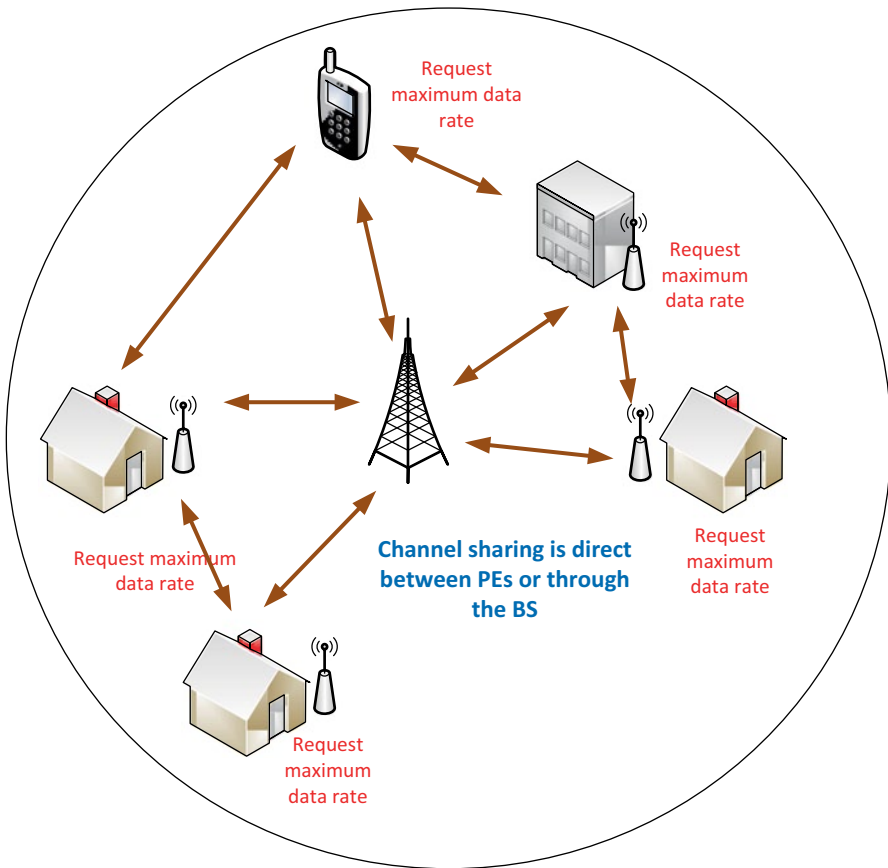 Request
maximum data
rate
Request
maximum
data rate
Request maximum
data rate
Channel sharing is direct
between PEs or through
the BS
Request
maximum
data rate
Request
maximum
data rate